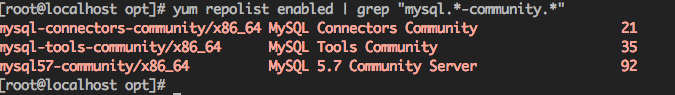 [root@localhost opt]# yum repolist enabled | grep "mysql.*-community.*"
mysql-connectors-community/x86_64 MySQL Connectors Community 21
mysql-tools-community/x86_64 MySQL Tools Community 35
mysql57-community/x86_64 MySQL 5.7 Community Server 92
[root@localhost opt]#